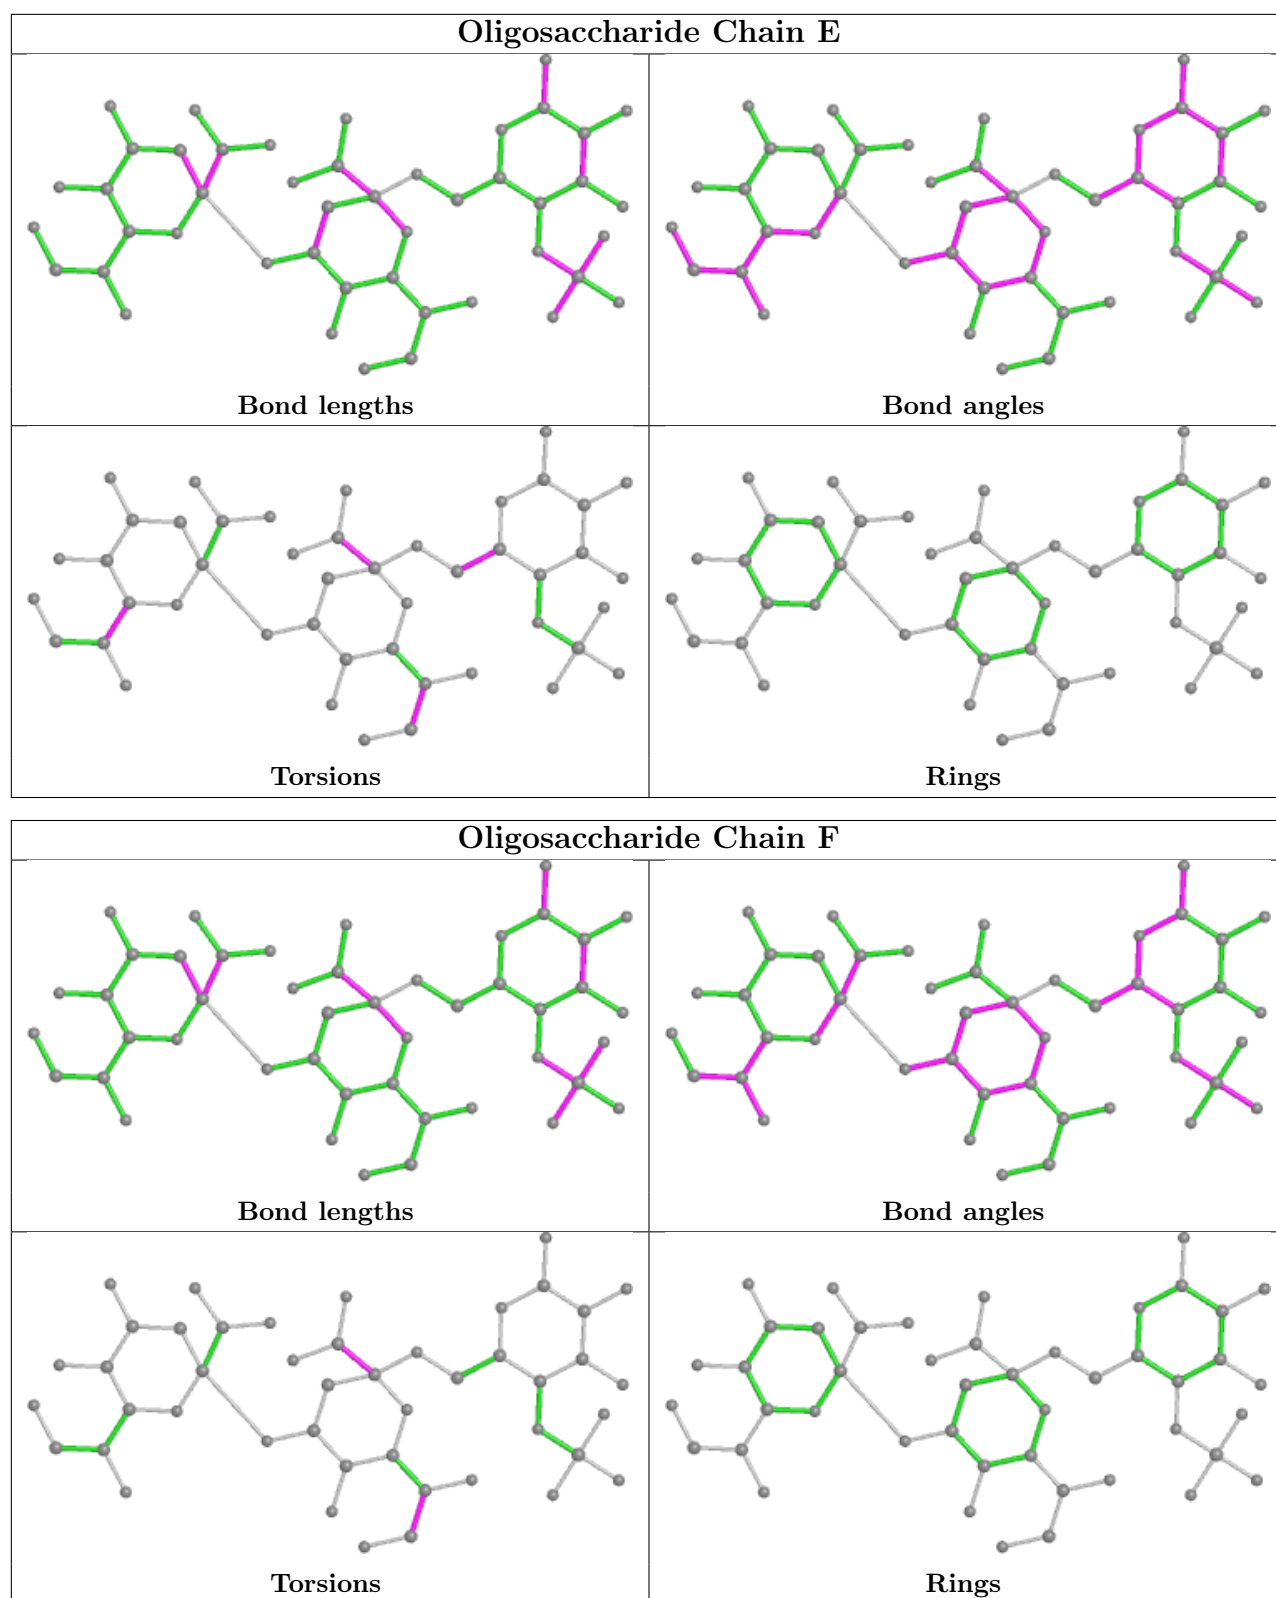 Oligosaccharide Chain E
Bond lengths
Bond angles
Torsions
Rings
Oligosaccharide Chain F
Bond lengths
Bond angles
Torsions
Rings